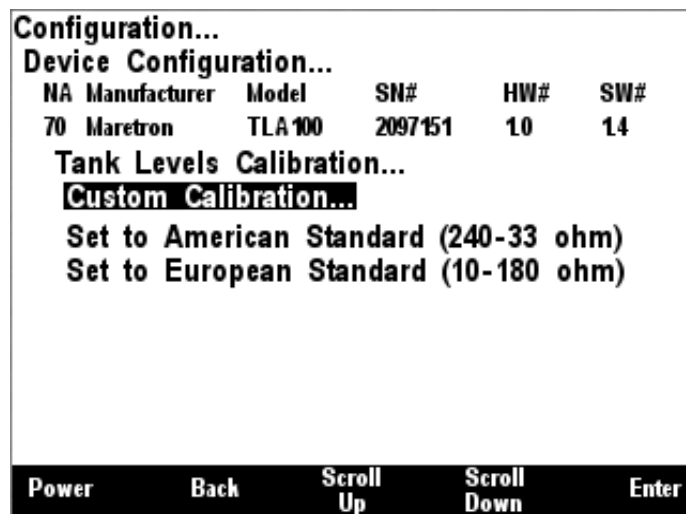 Configuration...
Device Configuration...
NA Manufacturer Model SN# HW# SW#
70 Maretron TLA100 2097151 1.0 1.4
Tank Levels Calibration...
Custom Calibration...
Set to American Standard (240-33 ohm)
Set to European Standard (10-180 ohm)
Power Back Scroll Up Scroll Down Enter